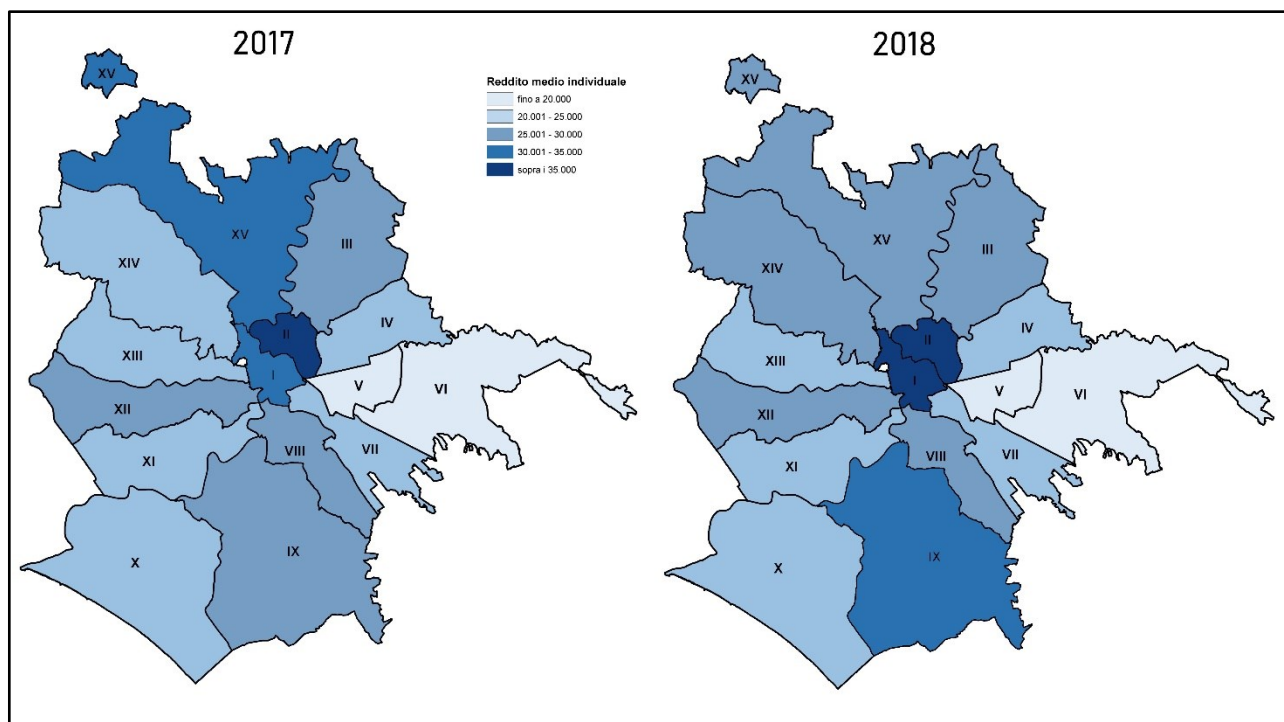 2017
2018
Reddito medio individuale
fino a 20.000
20.001 - 25 000
25.001 - 30.000
30.001 - 35.000
sopra i 35 000
XV
XV
III
XIV
II
IV
XIII
I
V
VI
XII
VIII
VII
XI
IX
X
XV
XV
III
XIV
II
IV
XIII
I
V
VI
XII
VIII
VII
XI
IX
X